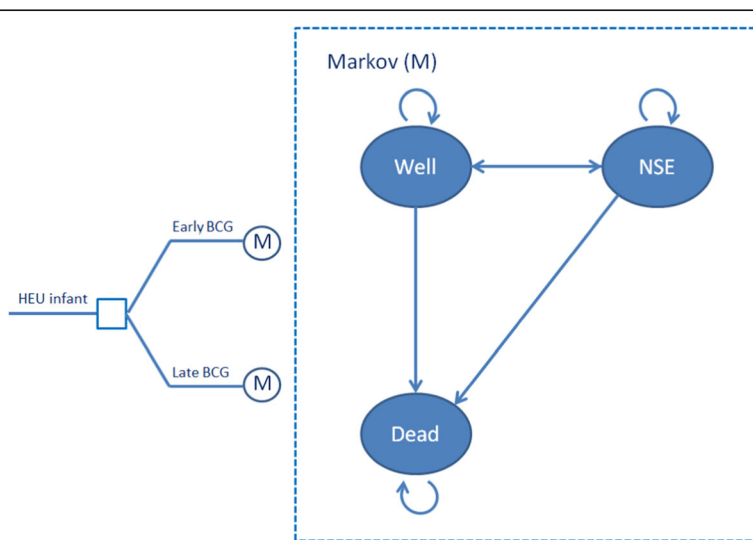 Markov (M)
Well
NSE
Early BCG
M
HEU infant
Late BCG
M
Dead